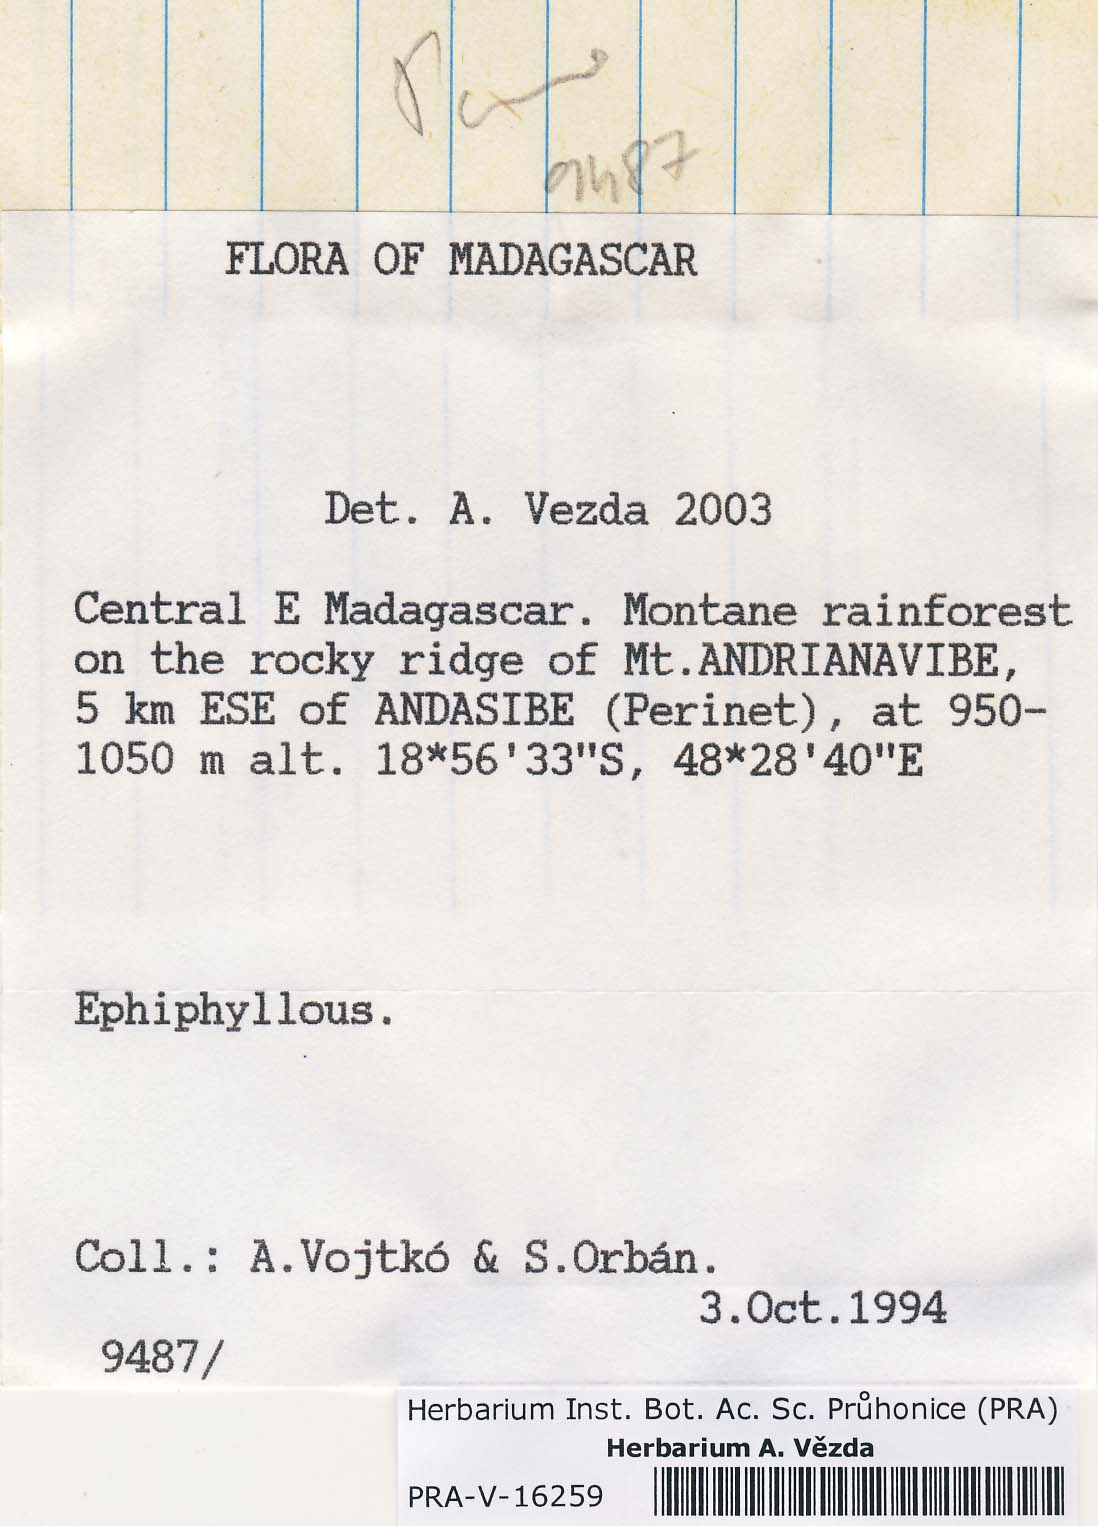 9487
FLORA OF MADAGASCAR
Det. A. Vezda 2003
Central E Madagascar. Montane rainforest
on the rocky ridge of Mt.ANDRIANAVIBE,
5 km ESE of ANDASIBE (Perinet), at 950-
1050 m alt. 18*56'33"S, 48*28'40"E
Ephiphyllous.
Coll.: A.Vojtkó & S.Orbán.
3.Oct.1994
9487/
Herbarium Inst. Bot. Ac. Sc. Průhonice (PRA)
Herbarium A. Vězda
PRA-V-16259